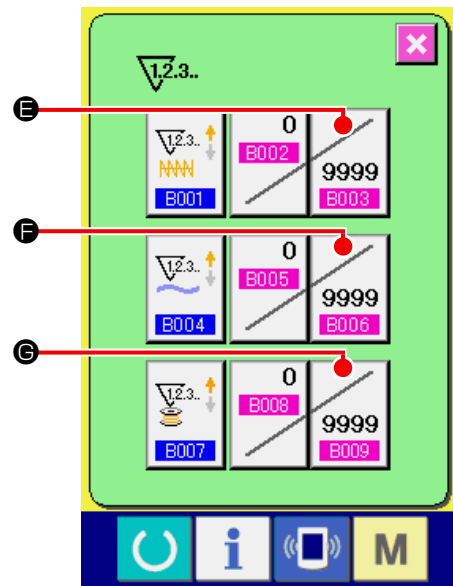 1,2,3..
E
1,2,3.. 0
B002 9999
B001 B003
F
1,2,3.. 0
B005 9999
B004 B006
G
1,2,3.. 0
B008 9999
B007 B009
i M